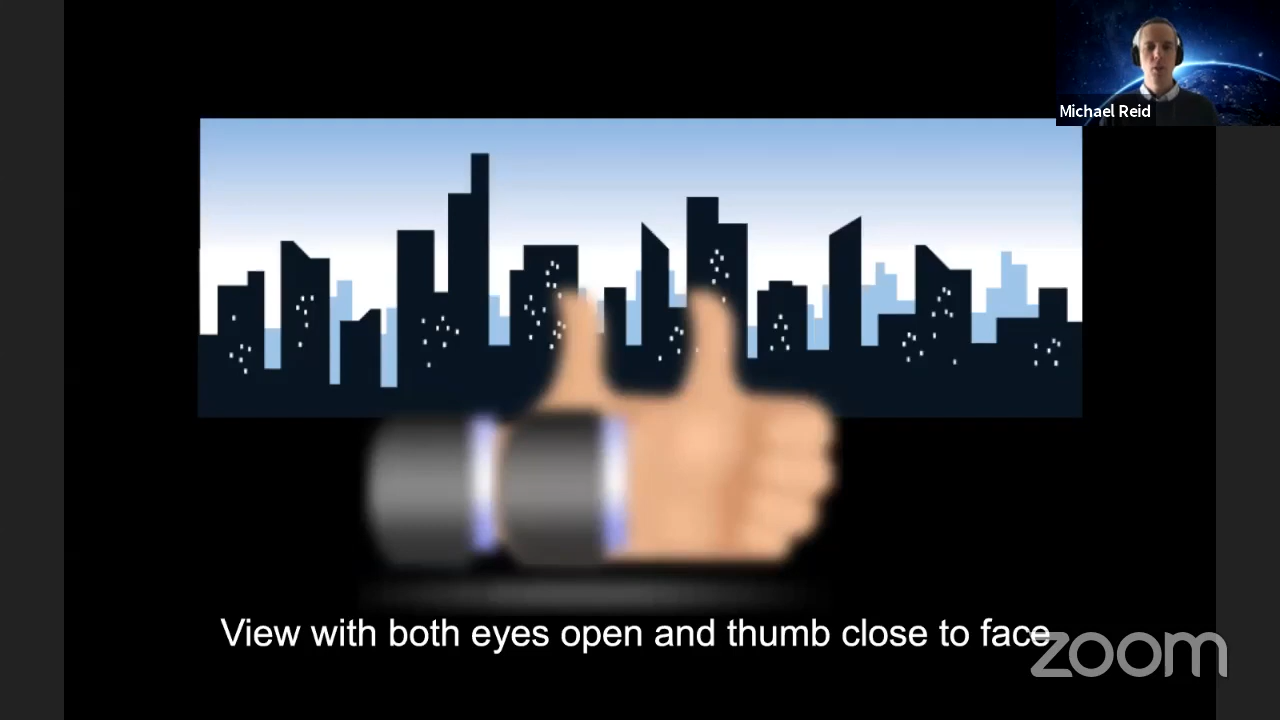 Michael Reid
View with both eyes open and thumb close to face
zoom